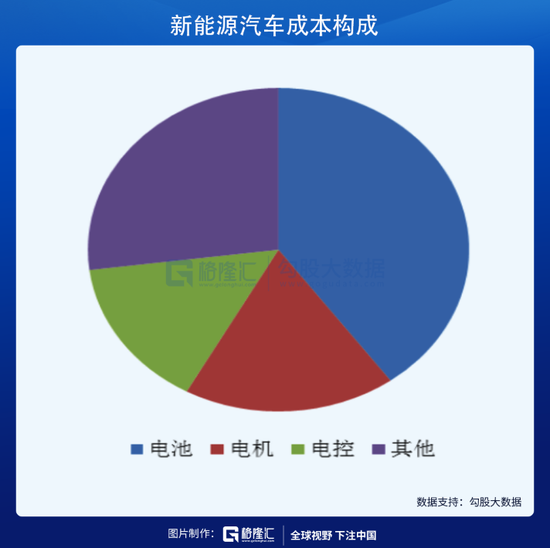 新能源汽车成本构成
格隆汇 勾股大数据
电池 电机 电控 其他
数据支持：勾股大数据
图片制作： 格隆汇 全球视野 下注中国